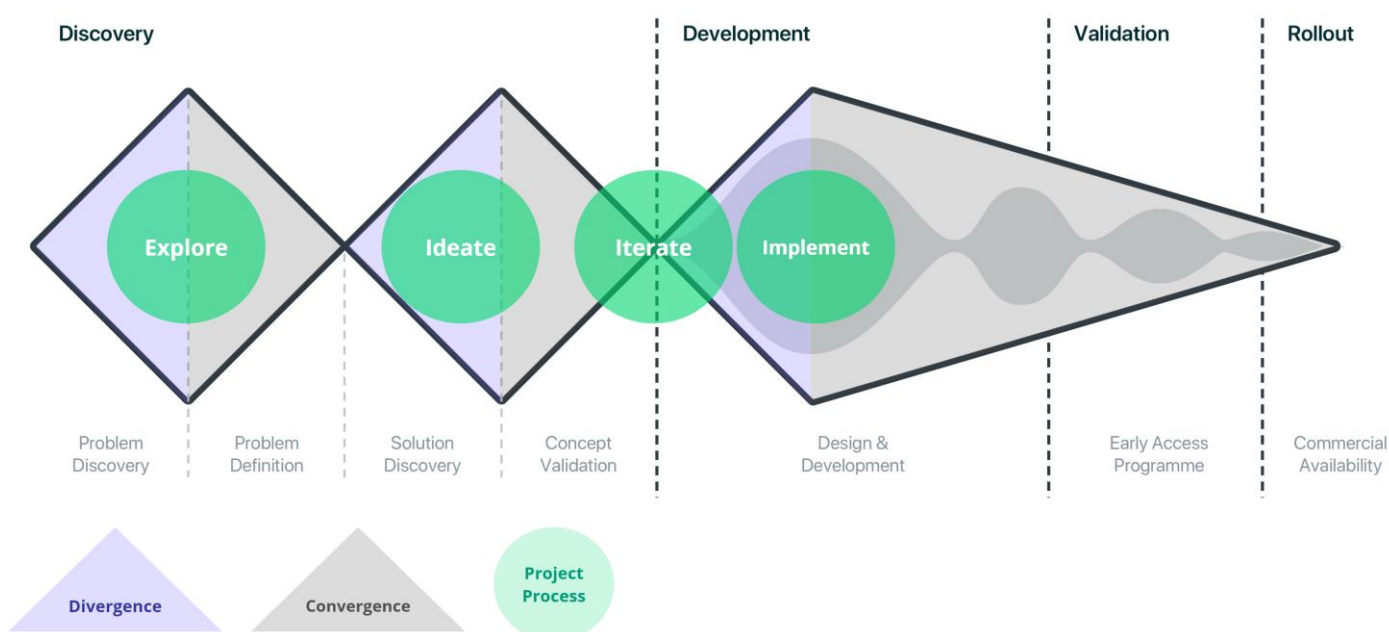 Discovery
Development
Validation
Rollout
Explore
Ideate
Iterate
Implement
Problem
Discovery
Problem
Definition
Solution
Discovery
Concept
Validation
Design &
Development
Early Access
Programme
Commercial
Availability
Divergence
Convergence
Project
Process